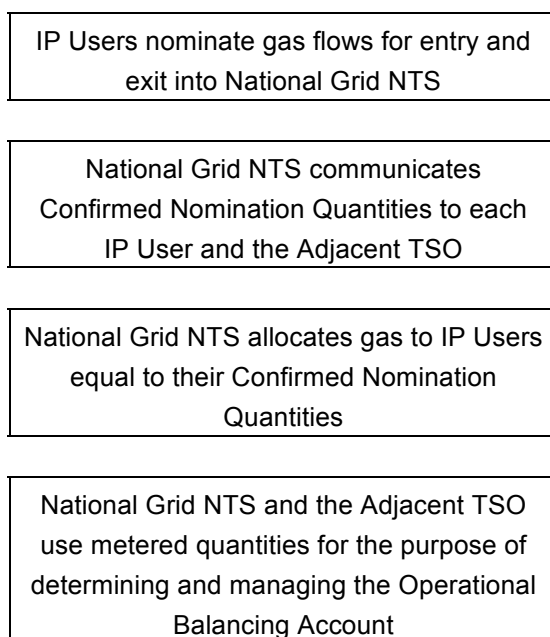 IP Users nominate gas flows for entry and
exit into National Grid NTS
National Grid NTS communicates
Confirmed Nomination Quantities to each
IP User and the Adjacent TSO
National Grid NTS allocates gas to IP Users
equal to their Confirmed Nomination
Quantities
National Grid NTS and the Adjacent TSO
use metered quantities for the purpose of
determining and managing the Operational
Balancing Account